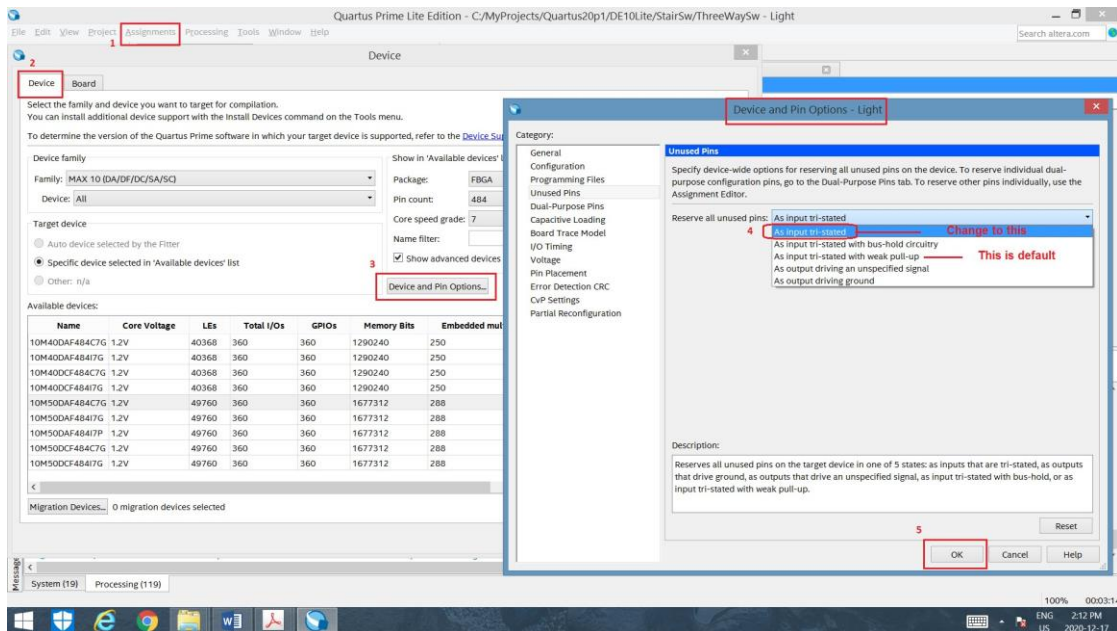 Quartus Prime Lite Edition - C:/MyProjects/Quartus20p1/DE10Lite/StairSw/ThreeWaySw - Light
File Edit View Project Assignments Processing Tools Window Help
Search altera.com
1
2
Device
Device Board
Select the family and device you want to target for compilation.
You can install additional device support with the Install Devices command on the Tools menu.
To determine the version of the Quartus Prime software in which your target device is supported, refer to the Device Sup
Device family
Family: MAX 10 (DA/DF/DC/SA/SC)
Device: All
Show in 'Available devices' l
Package: FBGA
Pin count: 484
Core speed grade: 7
Name filter:
Show advanced devices
Target device
Auto device selected by the Fitter
Specific device selected in 'Available devices' list
Other: n/a
3
Device and Pin Options...
Available devices:
Name Core Voltage LEs Total I/Os GPIOs Memory Bits Embedded mul
10M40DAF484C7G 1.2V 40368 360 360 1290240 250
10M40DAF484I7G 1.2V 40368 360 360 1290240 250
10M40DCF484C7G 1.2V 40368 360 360 1290240 250
10M40DCF484I7G 1.2V 40368 360 360 1290240 250
10M50DAF484C7G 1.2V 49760 360 360 1677312 288
10M50DAF484I7G 1.2V 49760 360 360 1677312 288
10M50DAF484I7P 1.2V 49760 360 360 1677312 288
10M50DCF484C7G 1.2V 49760 360 360 1677312 288
10M50DCF484I7G 1.2V 49760 360 360 1677312 288
Migration Devices... 0 migration devices selected
Device and Pin Options - Light
Category:
General
Configuration
Programming Files
Unused Pins
Dual-Purpose Pins
Capacitive Loading
Board Trace Model
I/O Timing
Voltage
Pin Placement
Error Detection CRC
CvP Settings
Partial Reconfiguration
Unused Pins
Specify device-wide options for reserving all unused pins on the device. To reserve individual dual-
purpose configuration pins, go to the Dual-Purpose Pins tab. To reserve other pins individually, use the
Assignment Editor.
Reserve all unused pins: As input tri-stated
4 As input tri-stated Change to this
As input tri-stated with bus-hold circuitry
As input tri-stated with weak pull-up This is default
As output driving an unspecified signal
As output driving ground
Description:
Reserves all unused pins on the target device in one of 5 states: as inputs that are tri-stated, as outputs
that drive ground, as outputs that drive an unspecified signal, as input tri-stated with bus-hold, or as
input tri-stated with weak pull-up.
Reset
5
OK Cancel Help
Message
System (19) Processing (119)
100% 00:03:14
ENG 2:12 PM
US 2020-12-17